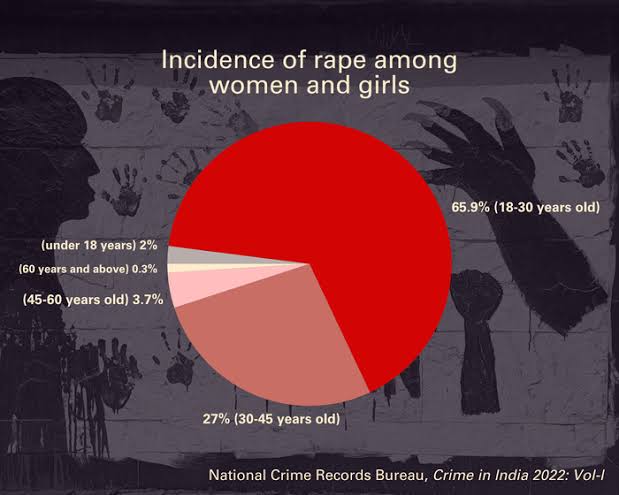 Incidence of rape among
women and girls
65.9% (18-30 years old)
(under 18 years) 2%
(60 years and above) 0.3%
(45-60 years old) 3.7%
27% (30-45 years old)
National Crime Records Bureau, Crime in India 2022: Vol-I